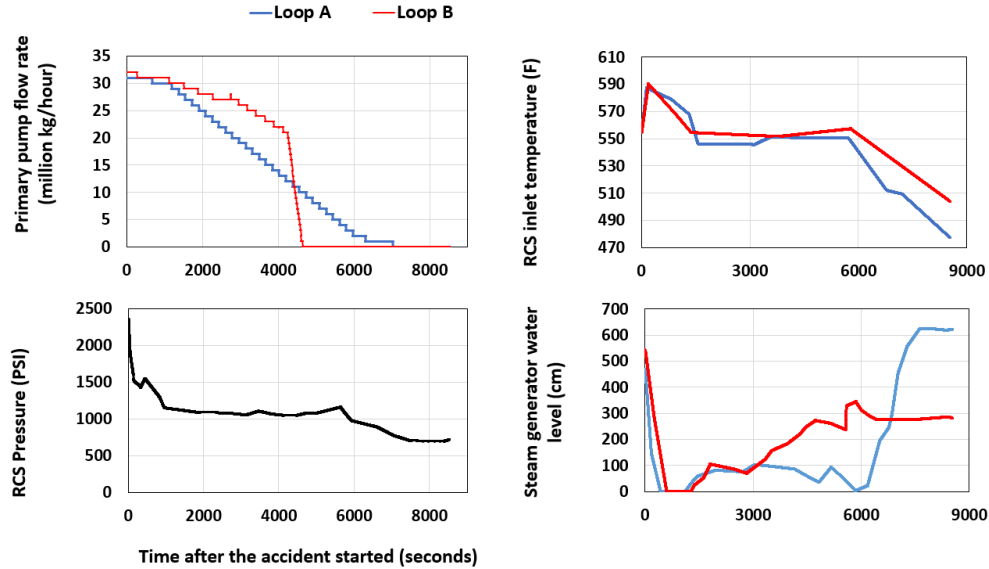 Loop A Loop B
Primary pump flow rate
(million kg/hour)
35
30
25
20
15
10
5
0
0 2000 4000 6000 8000
RCS inlet temperature (F)
610
590
570
550
530
510
490
470
0 3000 6000 9000
RCS Pressure (PSI)
2500
2000
1500
1000
500
0
0 2000 4000 6000 8000
Steam generator water
level (cm)
700
600
500
400
300
200
100
0
0 3000 6000 9000
Time after the accident started (seconds)